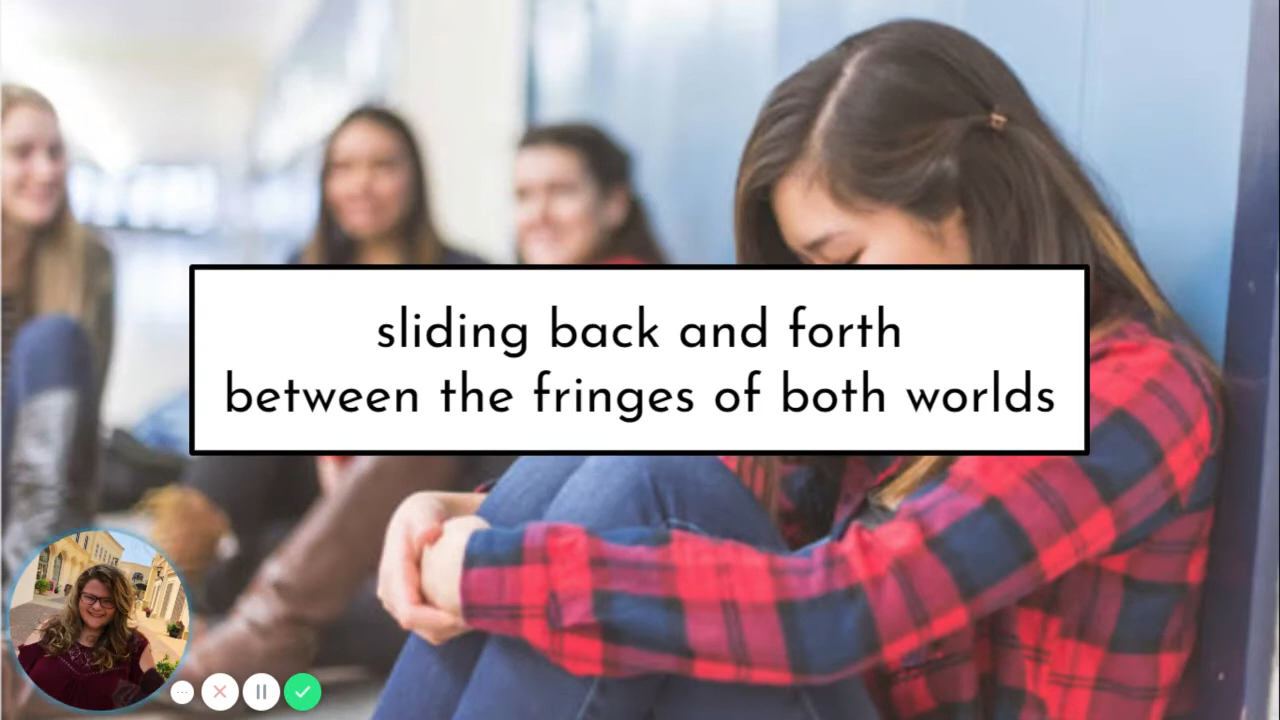 sliding back and forth
between the fringes of both worlds